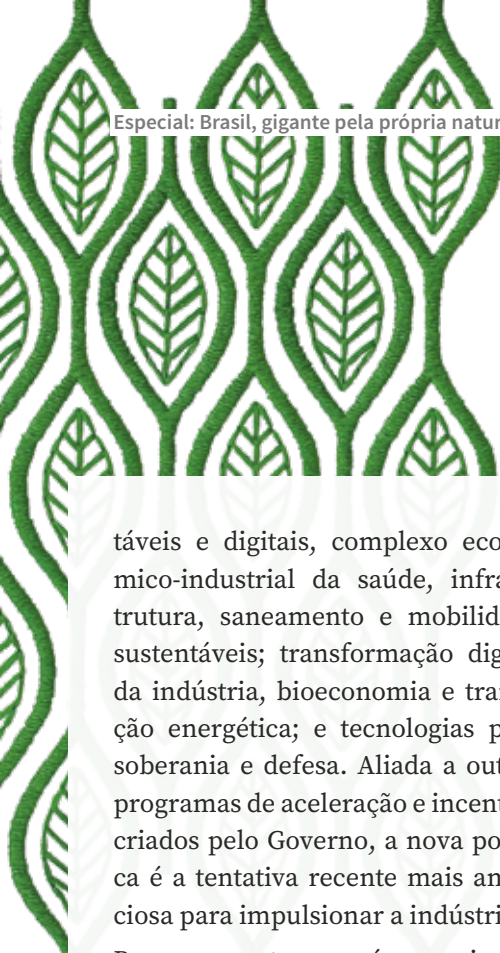 Especial: Brasil, gigante pela própria natur
táveis e digitais, complexo eco
mico-industrial da saúde, infra
trutura, saneamento e mobilid
sustentáveis; transformação dig
da indústria, bioeconomia e tra
ção energética; e tecnologias p
soberania e defesa. Aliada a out
programas de aceleração e incent
criados pelo Governo, a nova po
ca é a tentativa recente mais am
ciosa para impulsionar a indústri